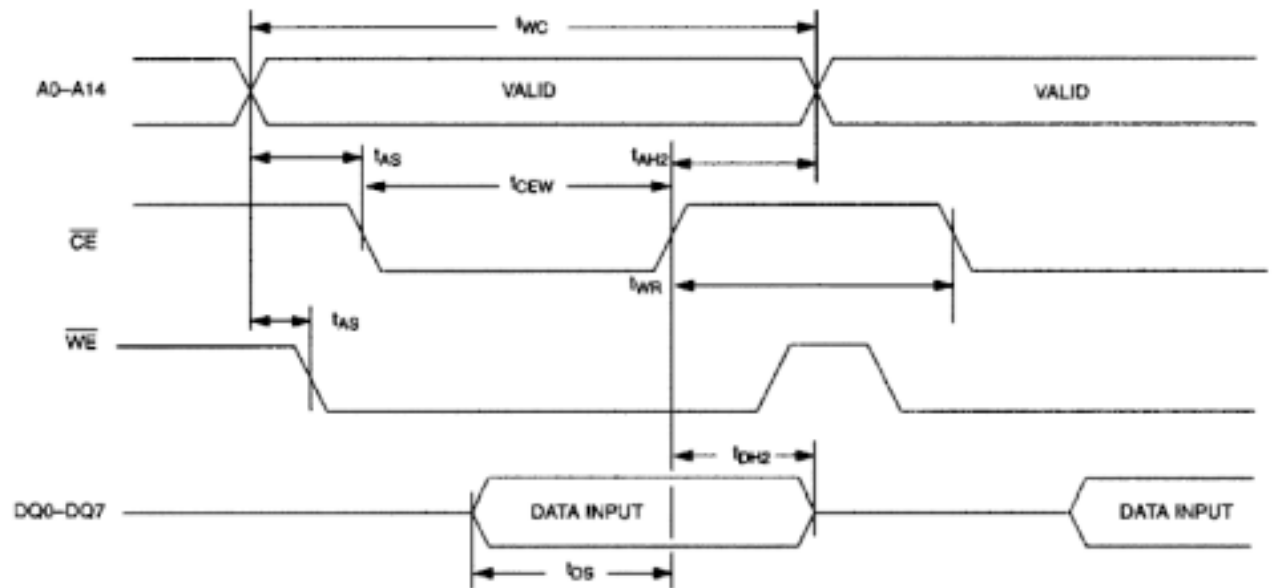 tWC
A0–A14 VALID VALID
tAS tAH2
tCEW
CE
tWR
tAS
WE
tDH2
DQ0–DQ7 DATA INPUT DATA INPUT
tDS